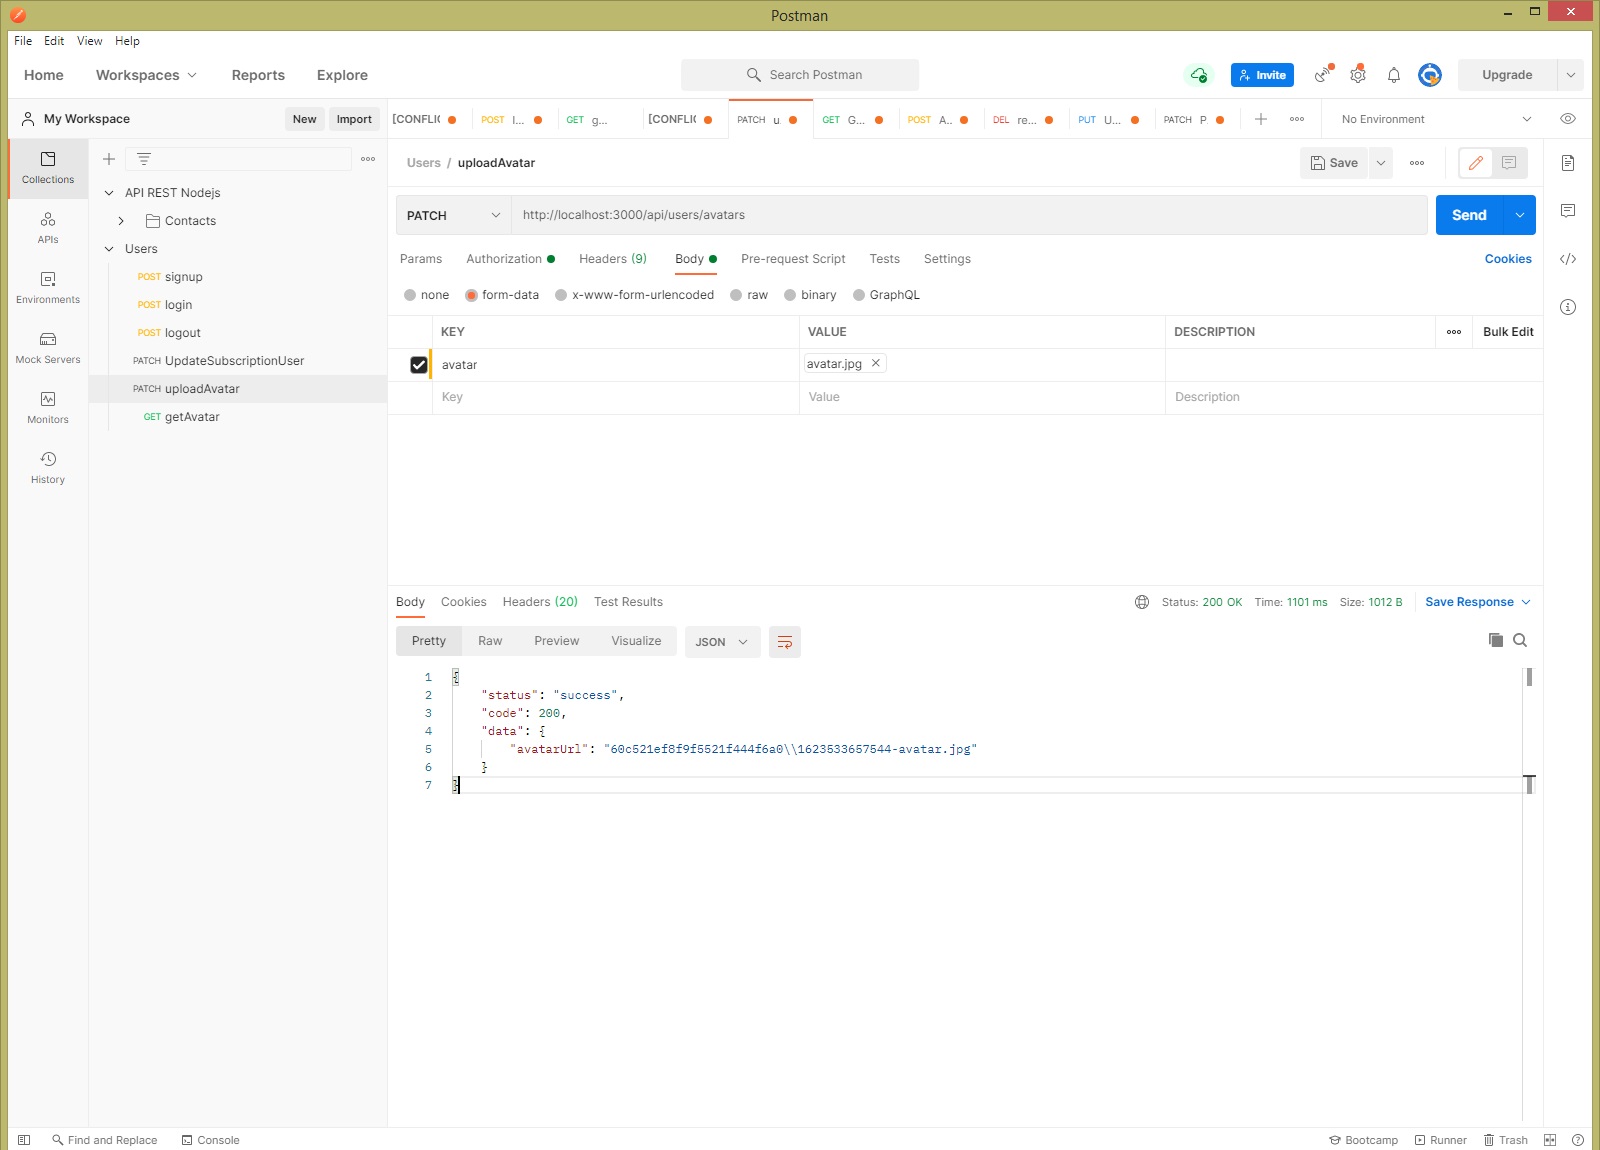 Postman
File Edit View Help
Home Workspaces Reports Explore Search Postman Invite Upgrade
My Workspace New Import [CONFLIC POST l... GET g... [CONFLIC PATCH u. GET G... POST A.. DEL re... PUT U... PATCH P. No Environment
Collections
APIs
Environments
Mock Servers
Monitors
History
API REST Nodejs
Contacts
Users
POST signup
POST login
POST logout
PATCH UpdateSubscriptionUser
PATCH uploadAvatar
GET getAvatar
Users / uploadAvatar Save
PATCH http://localhost:3000/api/users/avatars Send
Params Authorization Headers (9) Body Pre-request Script Tests Settings Cookies
none form-data x-www-form-urlencoded raw binary GraphQL
KEY VALUE DESCRIPTION Bulk Edit
avatar avatar.jpg
Key Value Description
Body Cookies Headers (20) Test Results Status: 200 OK Time: 1101 ms Size: 1012 B Save Response
Pretty Raw Preview Visualize JSON
1 {
2 "status": "success",
3 "code": 200,
4 "data": {
5 "avatarUrl": "60c521ef8f9f5521f444f6a0\\1623533657544-avatar.jpg"
6 }
7 }
Find and Replace Console Bootcamp Runner Trash